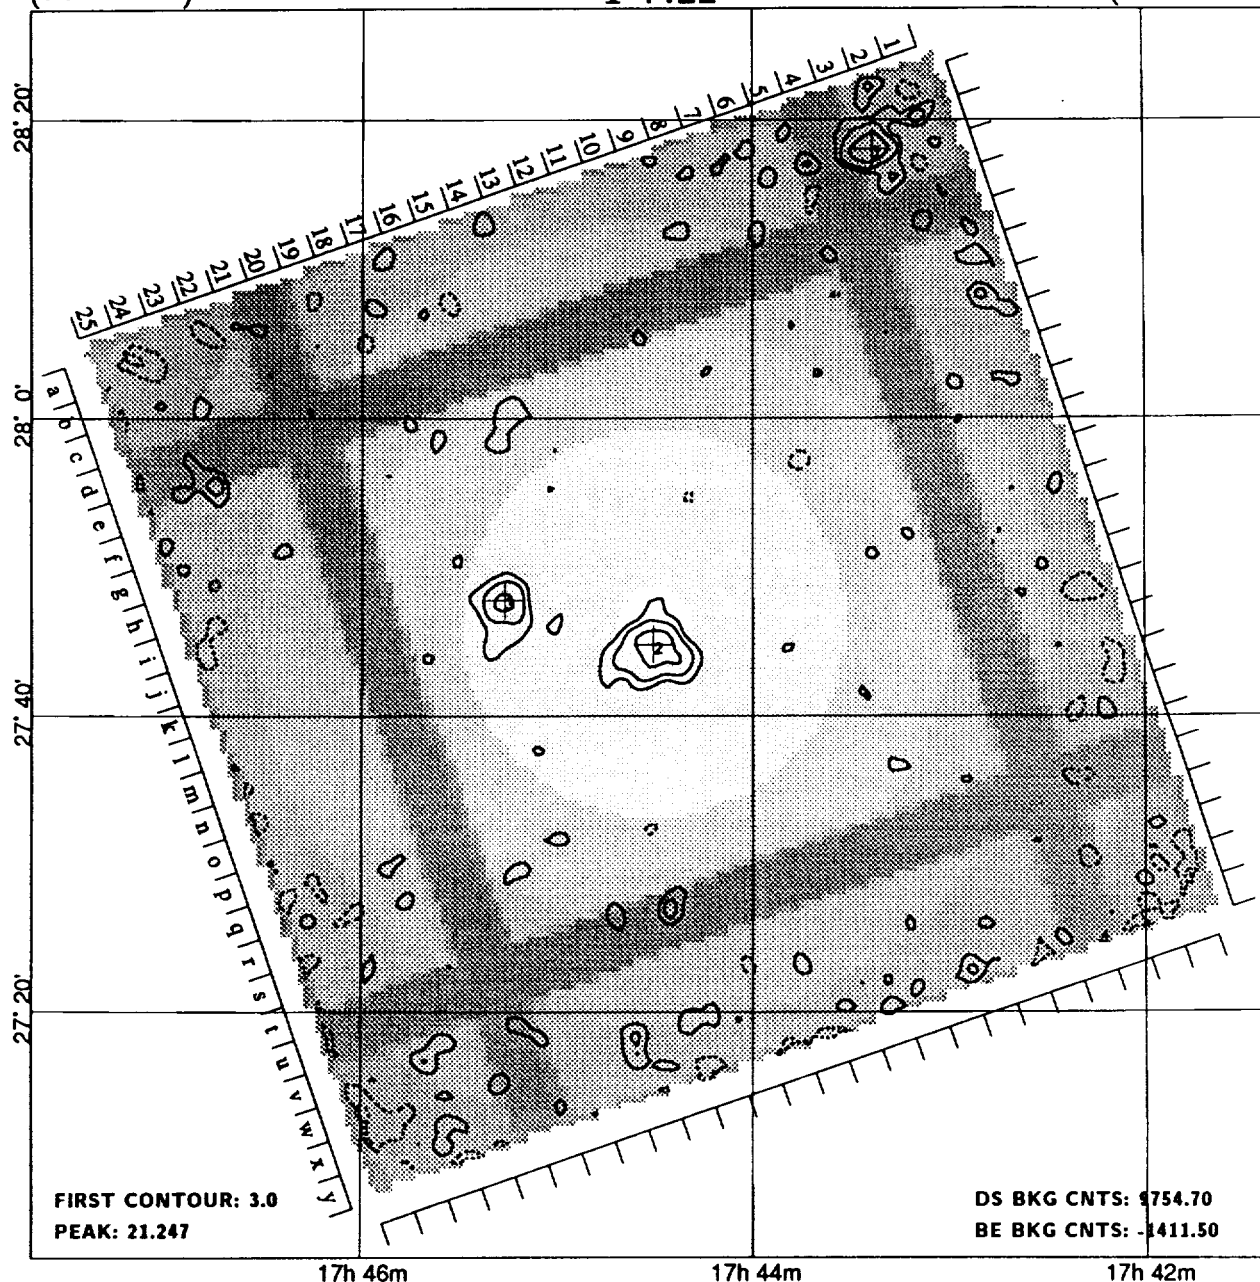 1 2 3 4 5 6 7 8 9 10 11 12 13 14 15 16 17 18 19 20 21 22 23 24 25
28° 20'
28° 0'
a b c d e f g h i j k l m n o p q r s t u v w x y
2
27° 40'
27° 20'
FIRST CONTOUR: 3.0
PEAK: 21.247
DS BKG CNTS: 9754.70
BE BKG CNTS: -1411.50
17h 46m 17h 44m 17h 42m